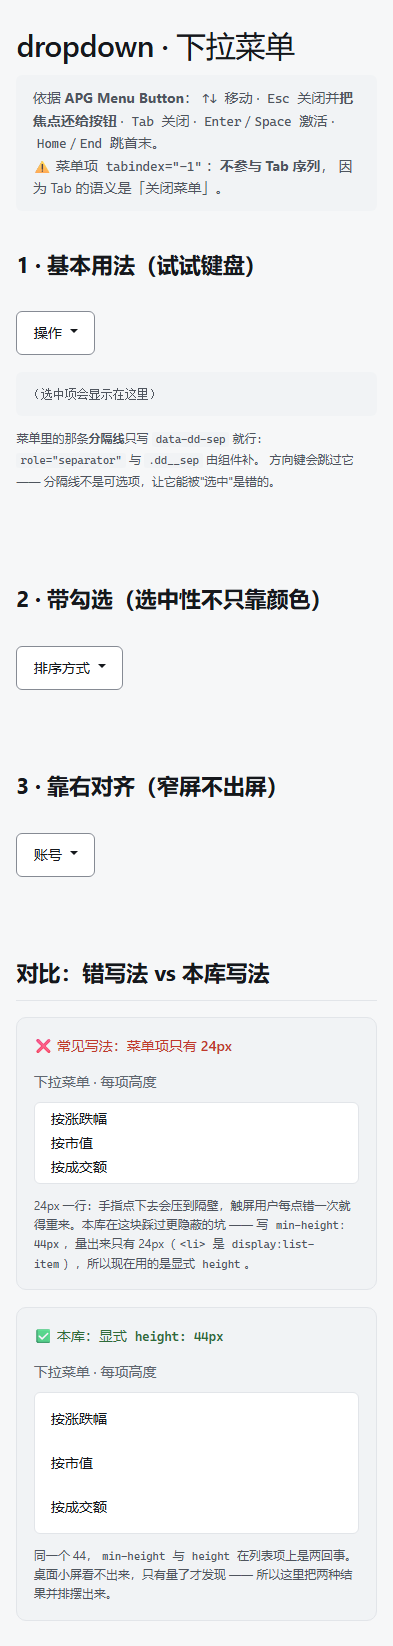 dropdown · 下拉菜单
依据 APG Menu Button： ↑↓ 移动 · Esc 关闭并把
焦点还给按钮 · Tab 关闭 · Enter / Space 激活 ·
Home / End 跳首末。
⚠️ 菜单项 tabindex="-1" ：不参与 Tab 序列， 因
为 Tab 的语义是「关闭菜单」。
1 · 基本用法（试试键盘）
操作
（选中项会显示在这里）
菜单里的那条分隔线只写 data-dd-sep 就行：
role="separator" 与 .dd__sep 由组件补。 方向键会跳过它
—— 分隔线不是可选项，让它能被"选中"是错的。
2 · 带勾选（选中性不只靠颜色）
排序方式
3 · 靠右对齐（窄屏不出屏）
账号
对比：错写法 vs 本库写法
❌ 常见写法：菜单项只有 24px
下拉菜单 · 每项高度
按涨跌幅
按市值
按成交额
24px 一行：手指点下去会压到隔壁，触屏用户每点错一次就
得重来。本库在这块踩过更隐蔽的坑 —— 写 min-height:
44px ，量出来只有 24px（ <li> 是 display:list-
item ），所以现在用的是显式 height 。
✅ 本库：显式 height: 44px
下拉菜单 · 每项高度
按涨跌幅
按市值
按成交额
同一个 44， min-height 与 height 在列表项上是两回事。
桌面小屏看不出来，只有量了才发现 —— 所以这里把两种结
果并排摆出来。